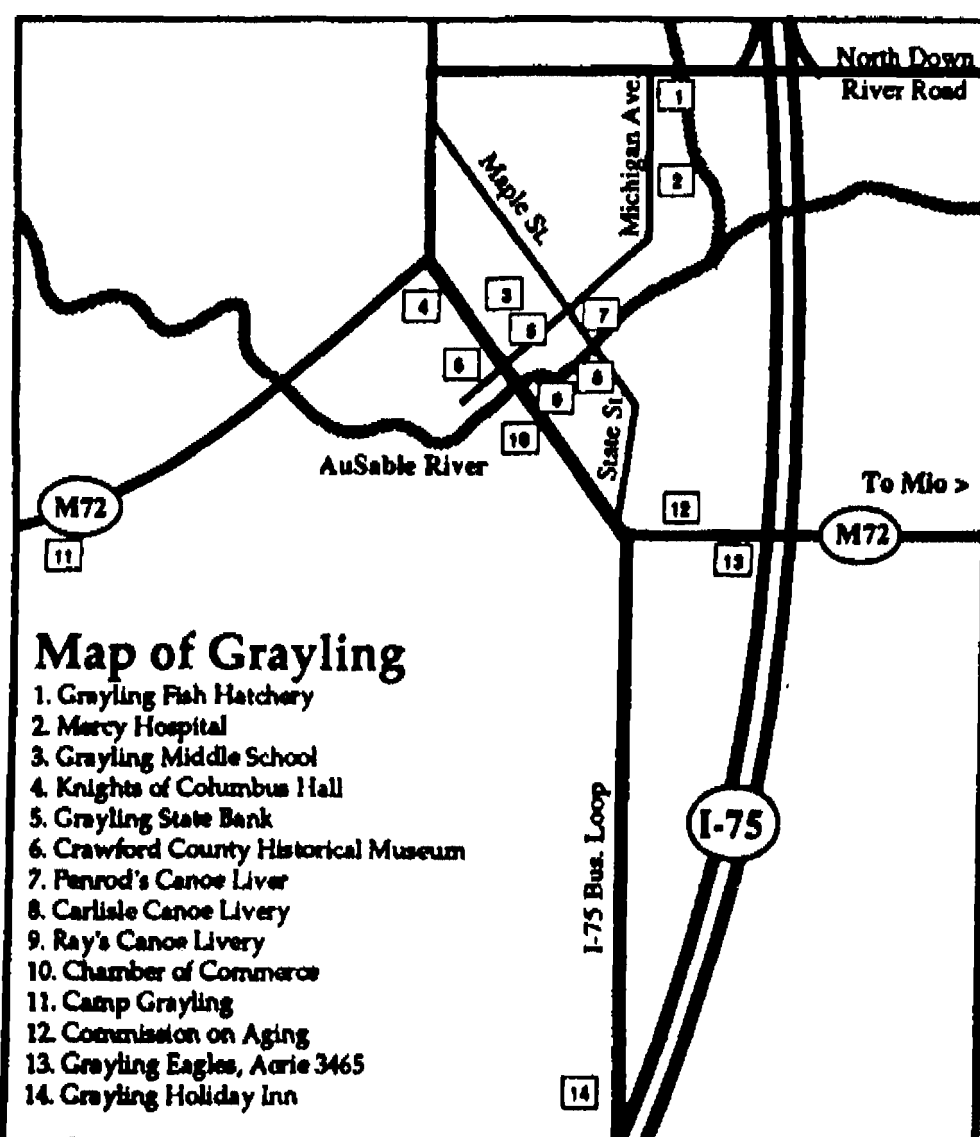 North Down
River Road
1
Michigan Ave
2
Maple St.
3
4
7
10
State St
AuSable River
To Mio >
12
M72
M72
11
13
Map of Grayling
1. Grayling Fish Hatchery
2. Mercy Hospital
3. Grayling Middle School
4. Knights of Columbus Hall
5. Grayling State Bank
6. Crawford County Historical Museum
7. Penrod's Canoe Liver
8. Carlisle Canoe Livery
9. Ray's Canoe Livery
10. Chamber of Commerce
11. Camp Grayling
12. Commission on Aging
13. Grayling Eagles, Aerie 3465
14. Grayling Holiday Inn
I-75 Bus. Loop
I-75
14